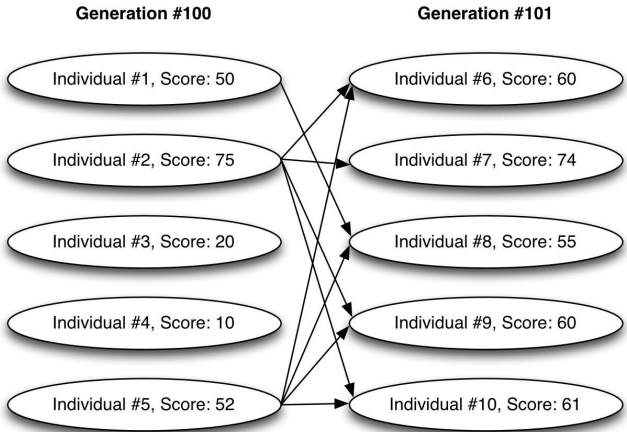 Generation #100
Generation #101
Individual #1, Score: 50
Individual #6, Score: 60
Individual #2, Score: 75
Individual #7, Score: 74
Individual #3, Score: 20
Individual #8, Score: 55
Individual #4, Score: 10
Individual #9, Score: 60
Individual #5, Score: 52
Individual #10, Score: 61